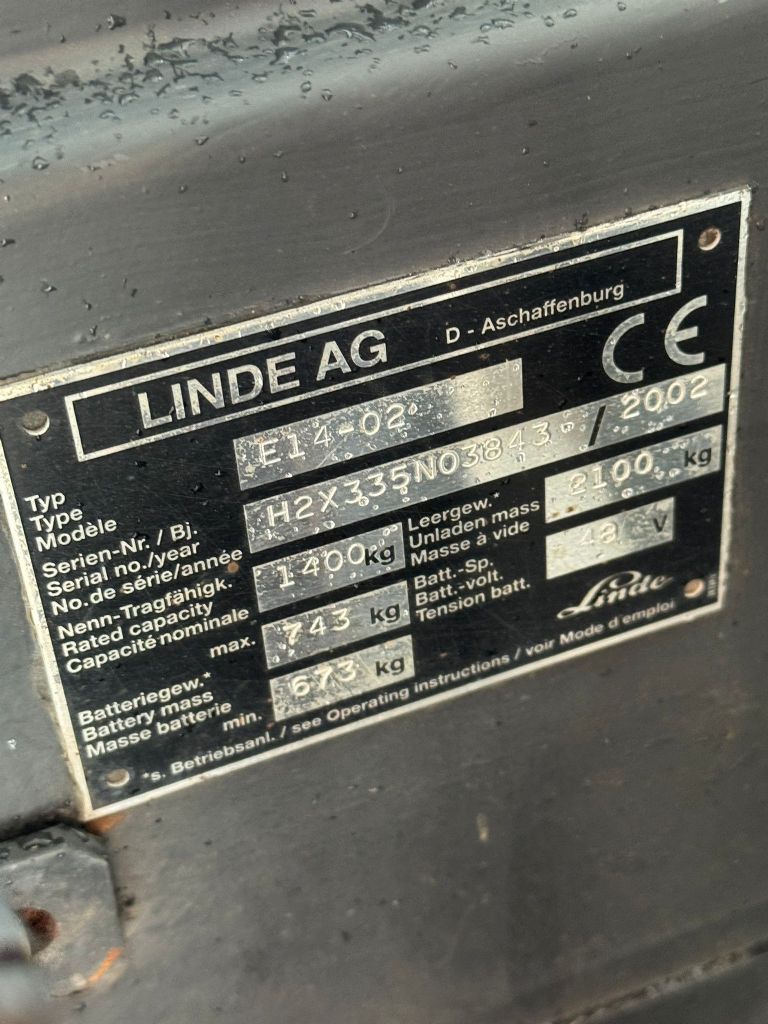 LINDE AG D - Aschaffenburg
CE
Typ
Type
Modèle
E14-02
Serien-Nr. / Bj.
Serial no./year
No. de série/année
H2X335N03843 / 2002
Nenn-Tragfähigk.
Rated capacity
Capacité nominale
1400 kg
Leergew.*
Unladen mass
Masse à vide
2100 kg
Batteriegew.*
Battery mass
Masse batterie
max. 743 kg
min. 673 kg
Batt.-Sp.
Batt.-volt.
Tension batt.
48 V
Linde
*s. Betriebsanl. / see Operating instructions / voir Mode d'emploi